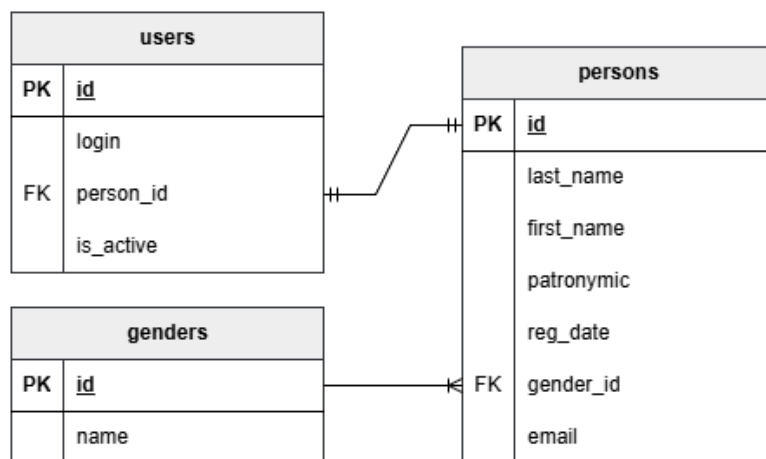 users
PK id
login
FK person_id
is_active
genders
PK id
name
persons
PK id
last_name
first_name
patronymic
reg_date
FK gender_id
email